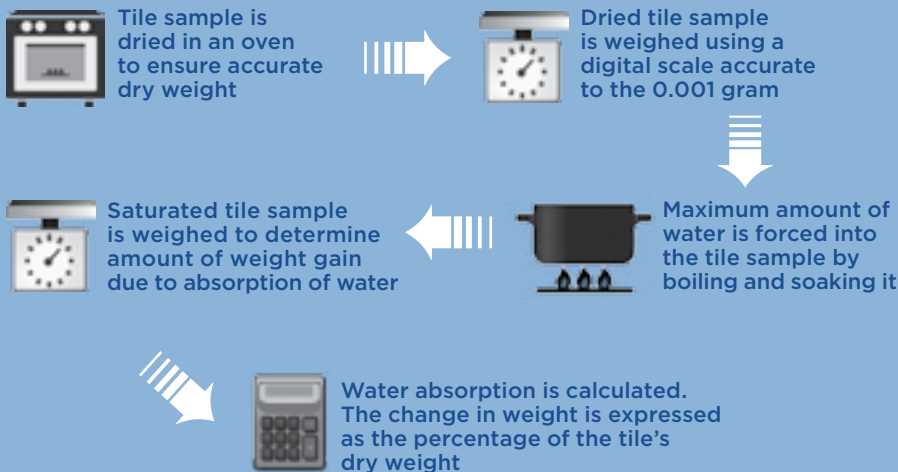 Tile sample is
dried in an oven
to ensure accurate
dry weight
Dried tile sample
is weighed using a
digital scale accurate
to the 0.001 gram
Maximum amount of
water is forced into
the tile sample by
boiling and soaking it
Saturated tile sample
is weighed to determine
amount of weight gain
due to absorption of water
Water absorption is calculated.
The change in weight is expressed
as the percentage of the tile's
dry weight